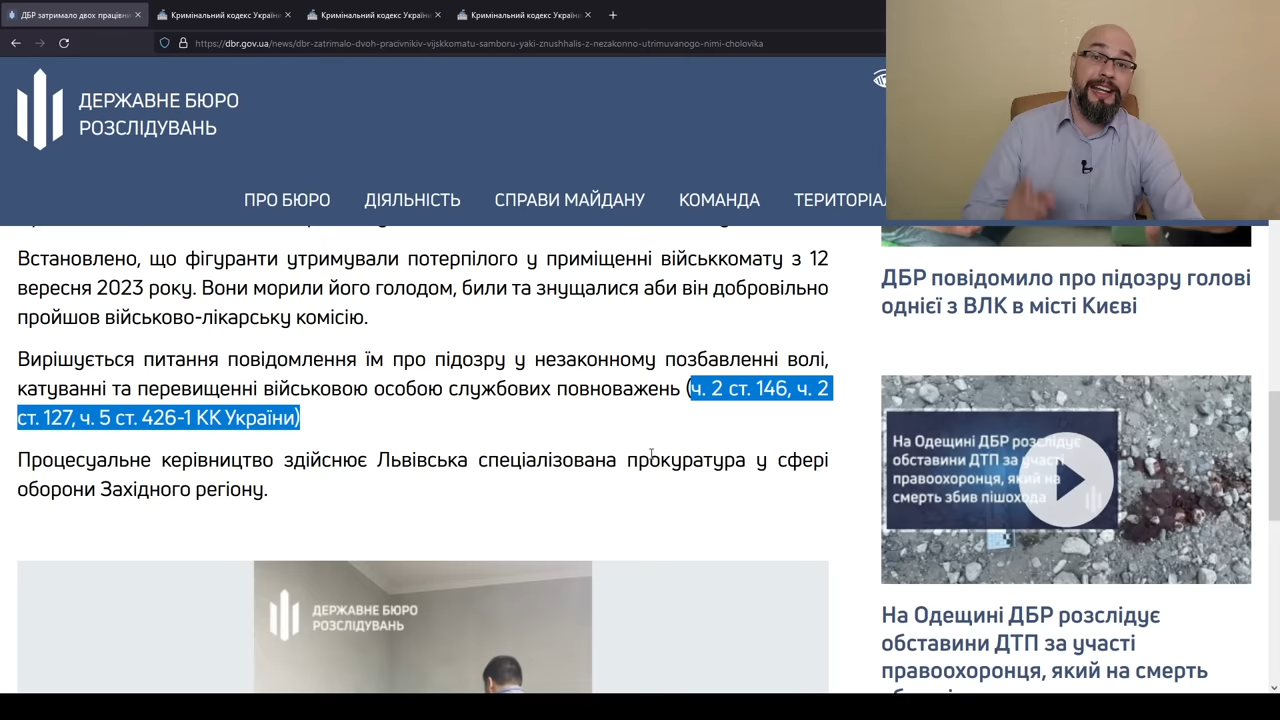 ДБР затримало двох працівн
Кримінальний кодекс Україн
Кримінальний кодекс Україн
Кримінальний кодекс Україн
https://dbr.gov.ua/news/dbr-zatrimalo-dvoh-pracivnikiv-vijskkomatu-samboru-yaki-znushhalis-z-nezakonno-utrimuvanogo-nimi-cholovika
ДЕРЖАВНЕ БЮРО
РОЗСЛІДУВАНЬ
ПРО БЮРО ДІЯЛЬНІСТЬ СПРАВИ МАЙДАНУ КОМАНДА ТЕРИТОРІАЛ
Встановлено, що фігуранти утримували потерпілого у приміщенні військкомату з 12
вересня 2023 року. Вони морили його голодом, били та знущалися аби він добровільно
пройшов військово-лікарську комісію.
Вирішується питання повідомлення їм про підозру у незаконному позбавленні волі,
катуванні та перевищенні військовою особою службових повноважень (ч. 2 ст. 146, ч. 2
ст. 127, ч. 5 ст. 426-1 КК України)
Процесуальне керівництво здійснює Львівська спеціалізована прокуратура у сфері
оборони Західного регіону.
ДЕРЖАВНЕ БЮРО
РОЗСЛІДУВАНЬ
ДБР повідомило про підозру голові
однієї з ВЛК в місті Києві
На Одещині ДБР розслідує
обставини ДТП за участі
правоохоронця, який на
смерть збив пішохода
На Одещині ДБР розслідує
обставини ДТП за участі
правоохоронця, який на смерть